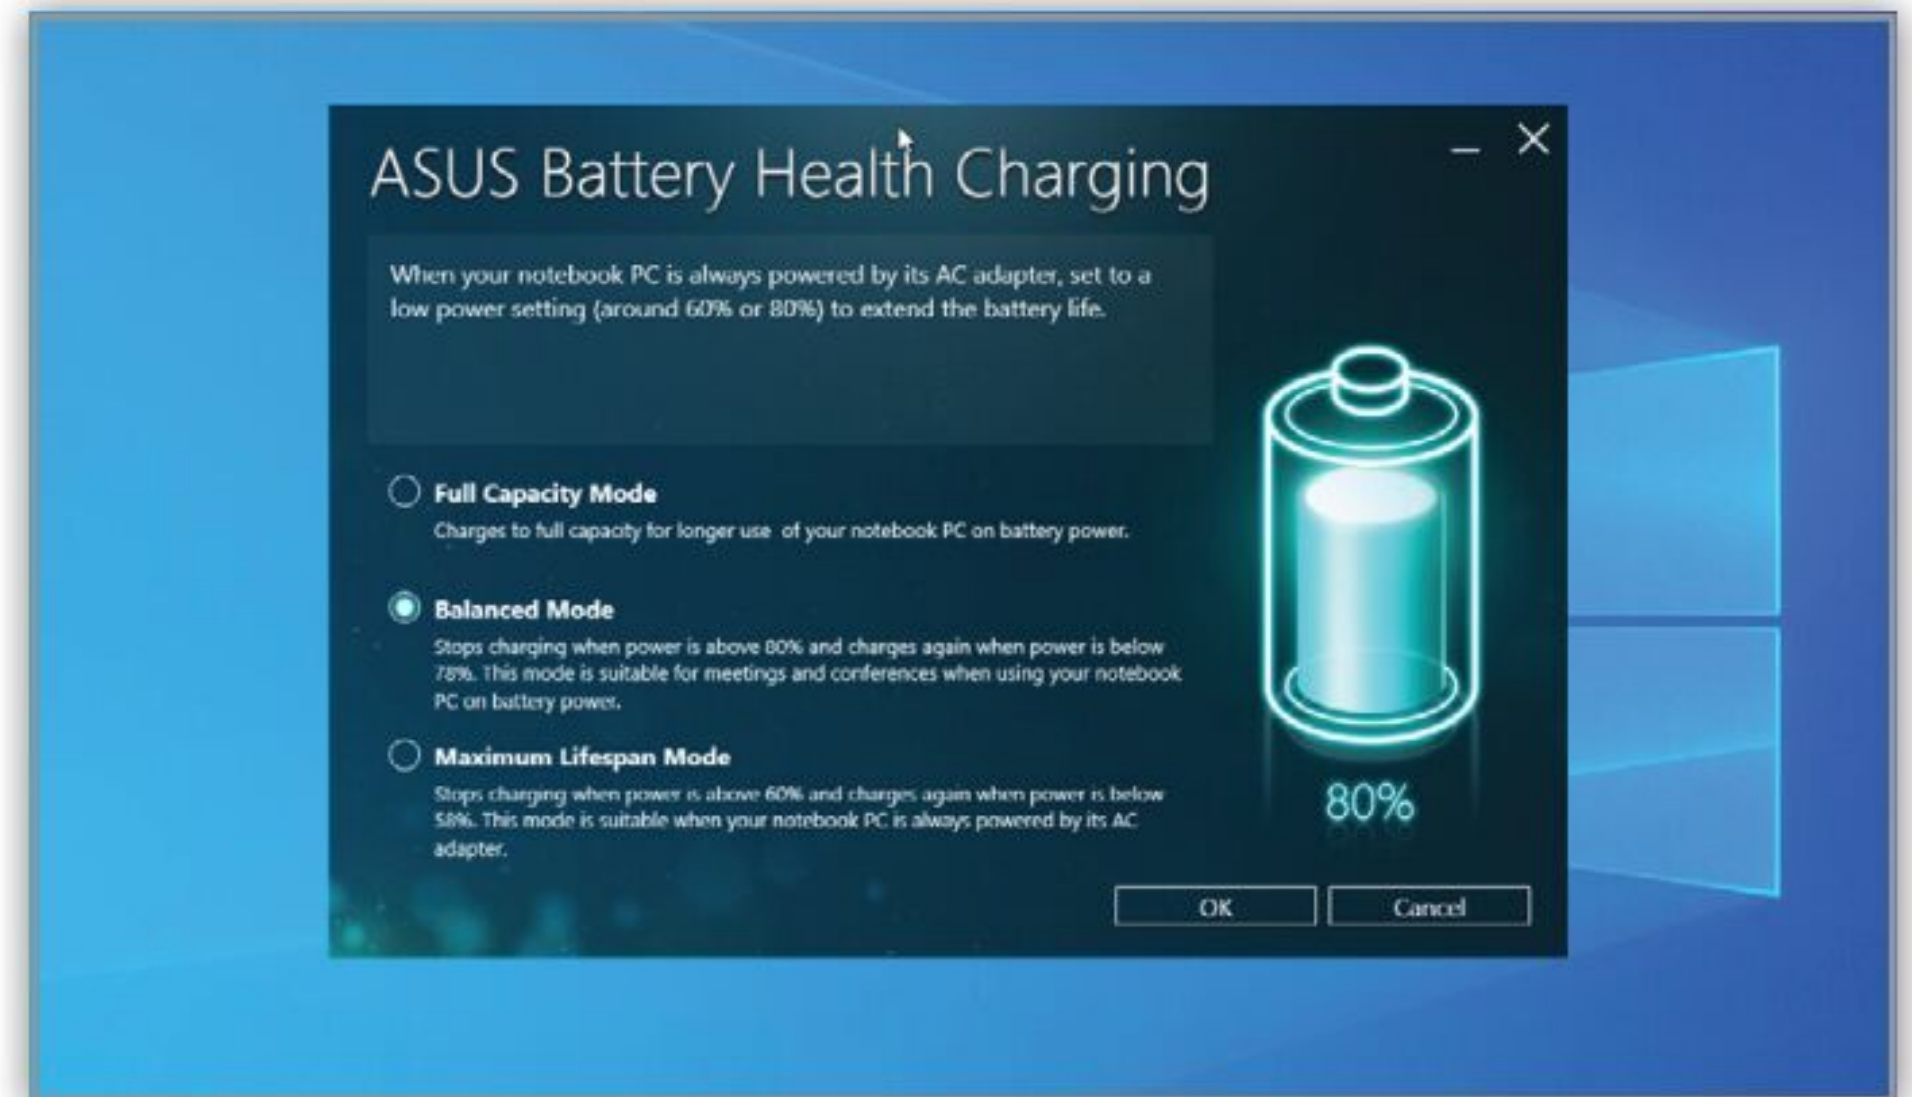 ASUS Battery Health Charging
When your notebook PC is always powered by its AC adapter, set to a
low power setting (around 60% or 80%) to extend the battery life.
Full Capacity Mode
Charges to full capacity for longer use of your notebook PC on battery power.
Balanced Mode
Stops charging when power is above 80% and charges again when power is below
78%. This mode is suitable for meetings and conferences when using your notebook
PC on battery power.
Maximum Lifespan Mode
Stops charging when power is above 60% and charges again when power is below
58%. This mode is suitable when your notebook PC is always powered by its AC
adapter.
80%
OK
Cancel